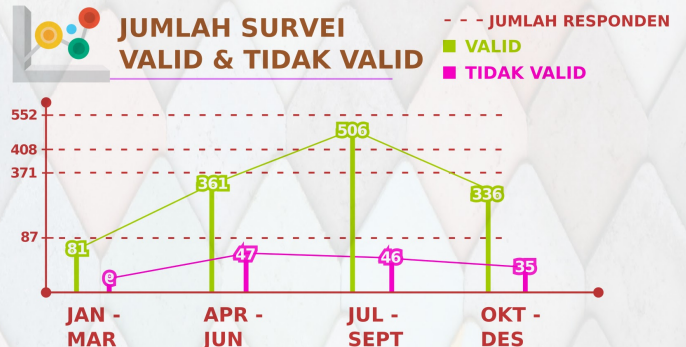 JUMLAH SURVEI
VALID & TIDAK VALID
JUMLAH RESPONDEN
VALID
TIDAK VALID
552
408
371
87
81
361
506
336
47
46
35
JAN -
MAR
APR -
JUN
JUL -
SEPT
OKT -
DES